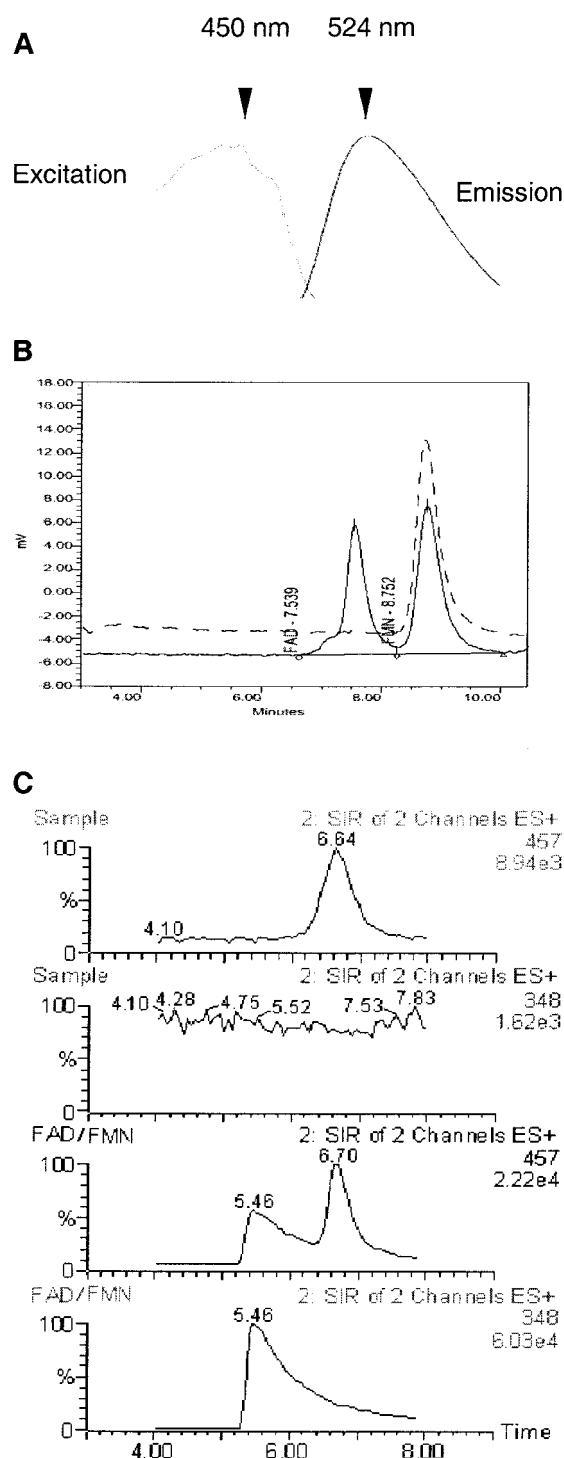 450 nm 524 nm
A
Excitation
Emission
B
18.00
16.00
14.00
12.00
10.00
8.00
6.00
4.00
2.00
0.00
-2.00
-4.00
-6.00
-8.00
mV
FAD - 7.539
FMN - 8.752
4.00 6.00 8.00 10.00
Minutes
C
Sample 2: SIR of 2 Channels ES+
457
8.94e3
100
%
0
4.10 6.64
Sample 2: SIR of 2 Channels ES+
348
1.62e3
100
%
0
4.10 4.28 4.75 5.52 7.53 7.83
FAD/FMN 2: SIR of 2 Channels ES+
457
2.22e4
100
%
0
5.46 6.70
FAD/FMN 2: SIR of 2 Channels ES+
348
6.03e4
100
%
0
5.46
Time
4.00 6.00 8.00